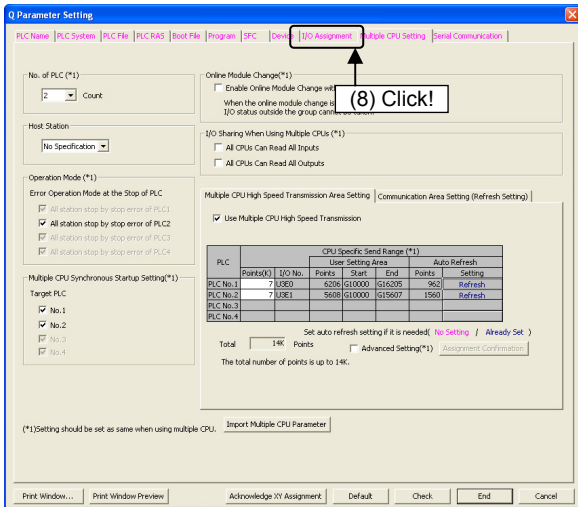 Q Parameter Setting
PLC Name PLC System PLC File PLC RAS Boot File Program SFC Device I/O Assignment Multiple CPU Setting Serial Communication
No. of PLC (*1)
2 Count
Online Module Change(*1)
Enable Online Module Change wit
When the online module change is
I/O status outside the group cannot be taken.
(8) Click!
Host Station
No Specification
I/O Sharing When Using Multiple CPUs (*1)
All CPUs Can Read All Inputs
All CPUs Can Read All Outputs
Operation Mode (*1)
Error Operation Mode at the Stop of PLC
All station stop by stop error of PLC1
All station stop by stop error of PLC2
All station stop by stop error of PLC3
All station stop by stop error of PLC4
Multiple CPU High Speed Transmission Area Setting Communication Area Setting (Refresh Setting)
Use Multiple CPU High Speed Transmission
CPU Specific Send Range (*1)
PLC User Setting Area Auto Refresh
Points(K) I/O No. Points Start End Points Setting
PLC No.1 7 U3E0 6206 G10000 G16205 962 Refresh
PLC No.2 7 U3E1 5608 G10000 G15607 1560 Refresh
PLC No.3
PLC No.4
Multiple CPU Synchronous Startup Setting(*1)
Target PLC
No.1
No.2
No.3
No.4
Set auto refresh setting if it is needed( No Setting / Already Set )
Total 14K Points Advanced Setting(*1) Assignment Confirmation
The total number of points is up to 14K.
(*1)Setting should be set as same when using multiple CPU. Import Multiple CPU Parameter
Print Window... Print Window Preview Acknowledge XY Assignment Default Check End Cancel